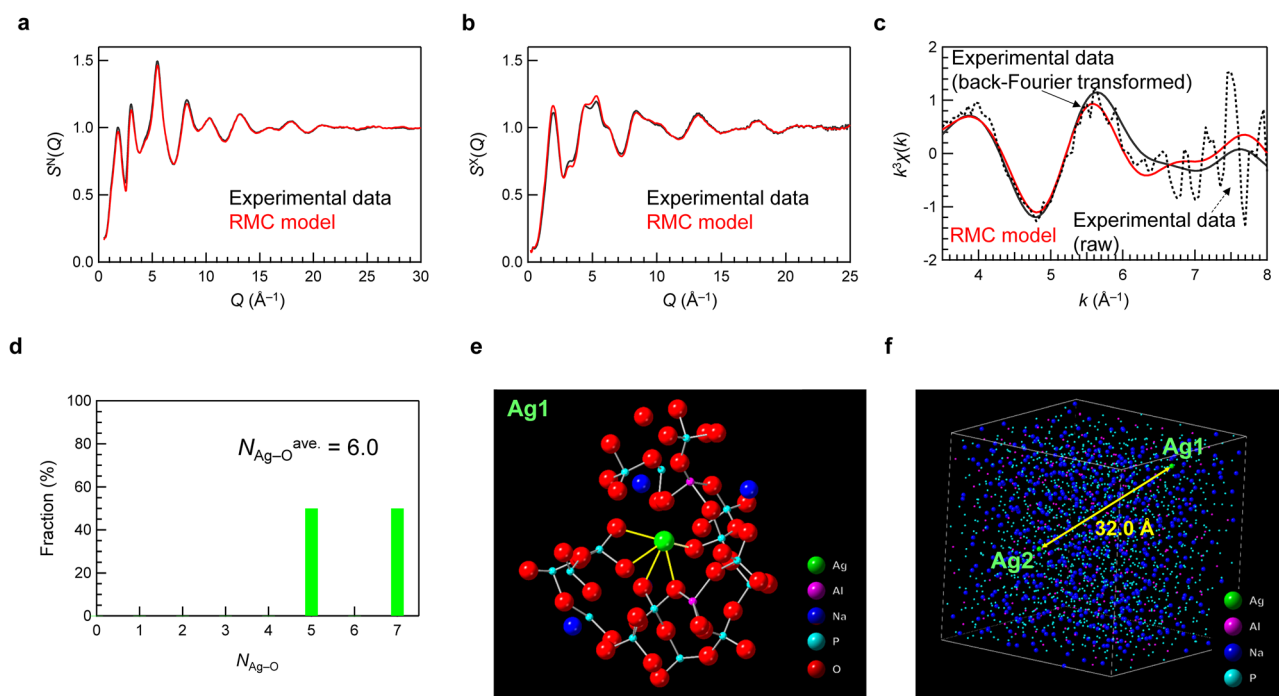 a
1.5
1.0
0.5
0.0
S^N(Q)
Experimental data
RMC model
0
5
10
15
20
25
30
Q (Å⁻¹)
b
1.5
1.0
0.5
0.0
S^X(Q)
Experimental data
RMC model
0
5
10
15
20
25
Q (Å⁻¹)
c
2
1
0
-1
-2
k³χ(k)
Experimental data
(back-Fourier transformed)
RMC model
Experimental data
(raw)
4
5
6
7
8
k (Å⁻¹)
d
100
80
60
40
20
0
Fraction (%)
N_Ag–O^ave. = 6.0
0
1
2
3
4
5
6
7
N_Ag–O
e
Ag1
Ag
Al
Na
P
O
f
Ag1
32.0 Å
Ag2
Ag
Al
Na
P